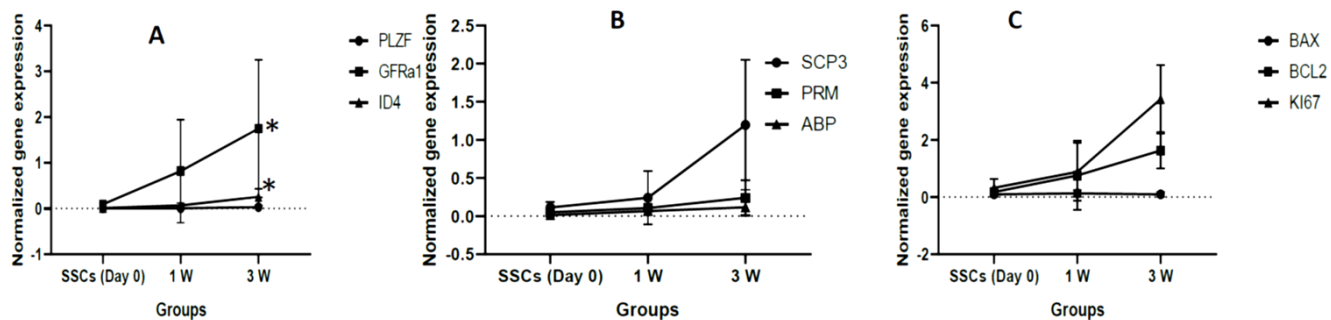 A
Normalized gene expression
4
3
2
1
0
-1
SSCs (Day 0) 1 W 3 W
Groups
*
*
PLZF
GFRa1
ID4
B
Normalized gene expression
2.5
2.0
1.5
1.0
0.5
0.0
-0.5
SSCs (Day 0) 1 W 3 W
Groups
SCP3
PRM
ABP
C
Normalized gene expression
6
4
2
0
-2
SSCs (Day 0) 1 W 3 W
Groups
BAX
BCL2
KI67